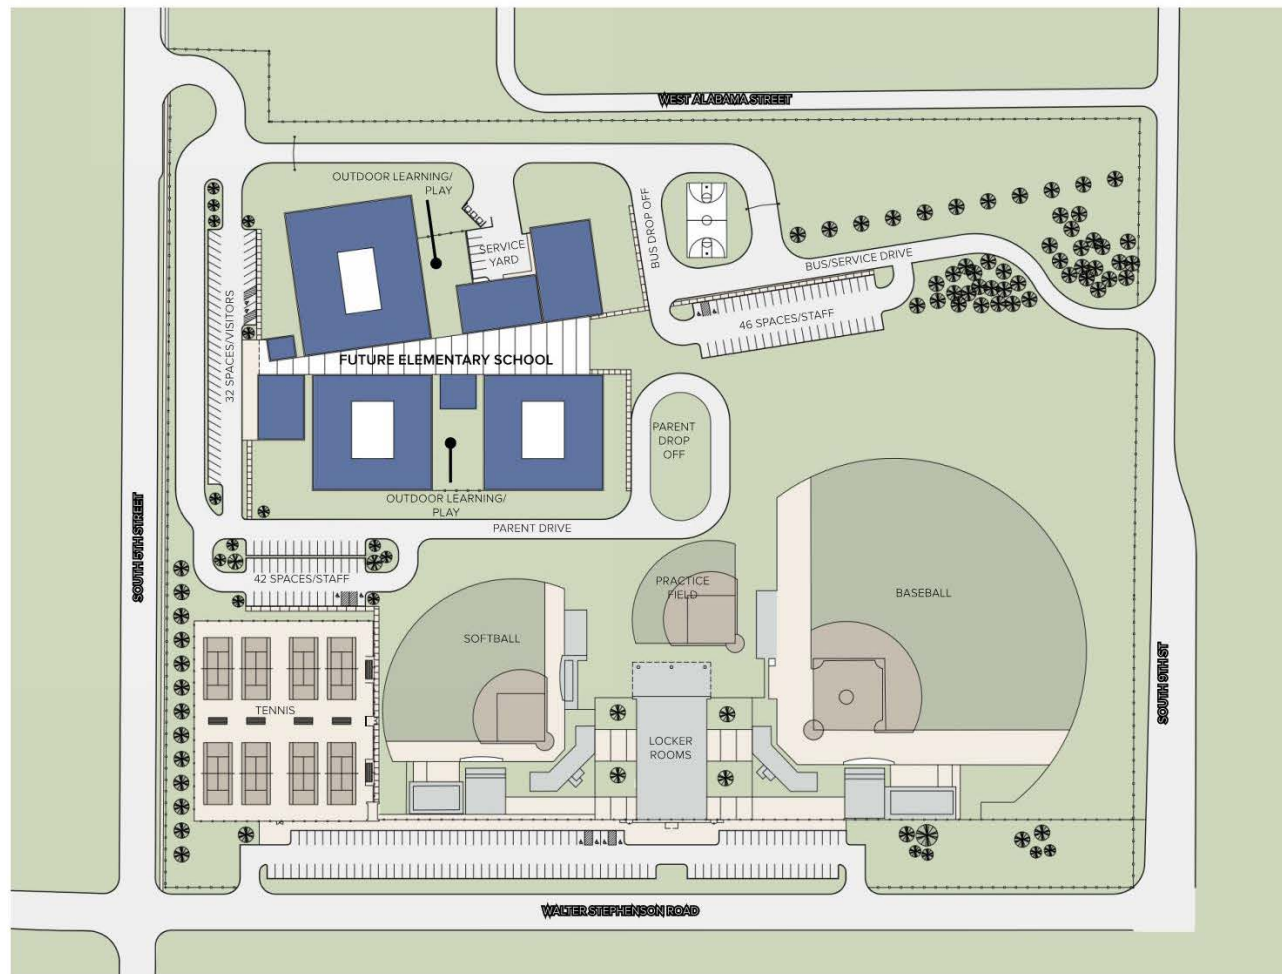 WEST ALABAMA STREET
OUTDOOR LEARNING/
PLAY
BUS DROP OFF
SERVICE
YARD
BUS/SERVICE DRIVE
46 SPACES/STAFF
32 SPACES/VISITORS
FUTURE ELEMENTARY SCHOOL
PARENT
DROP
OFF
OUTDOOR LEARNING/
PLAY
PARENT DRIVE
SOUTH 5TH STREET
42 SPACES/STAFF
PRACTICE
FIELD
BASEBALL
SOFTBALL
SOUTH 9TH ST
TENNIS
LOCKER
ROOMS
WALTER STEPHENSON ROAD